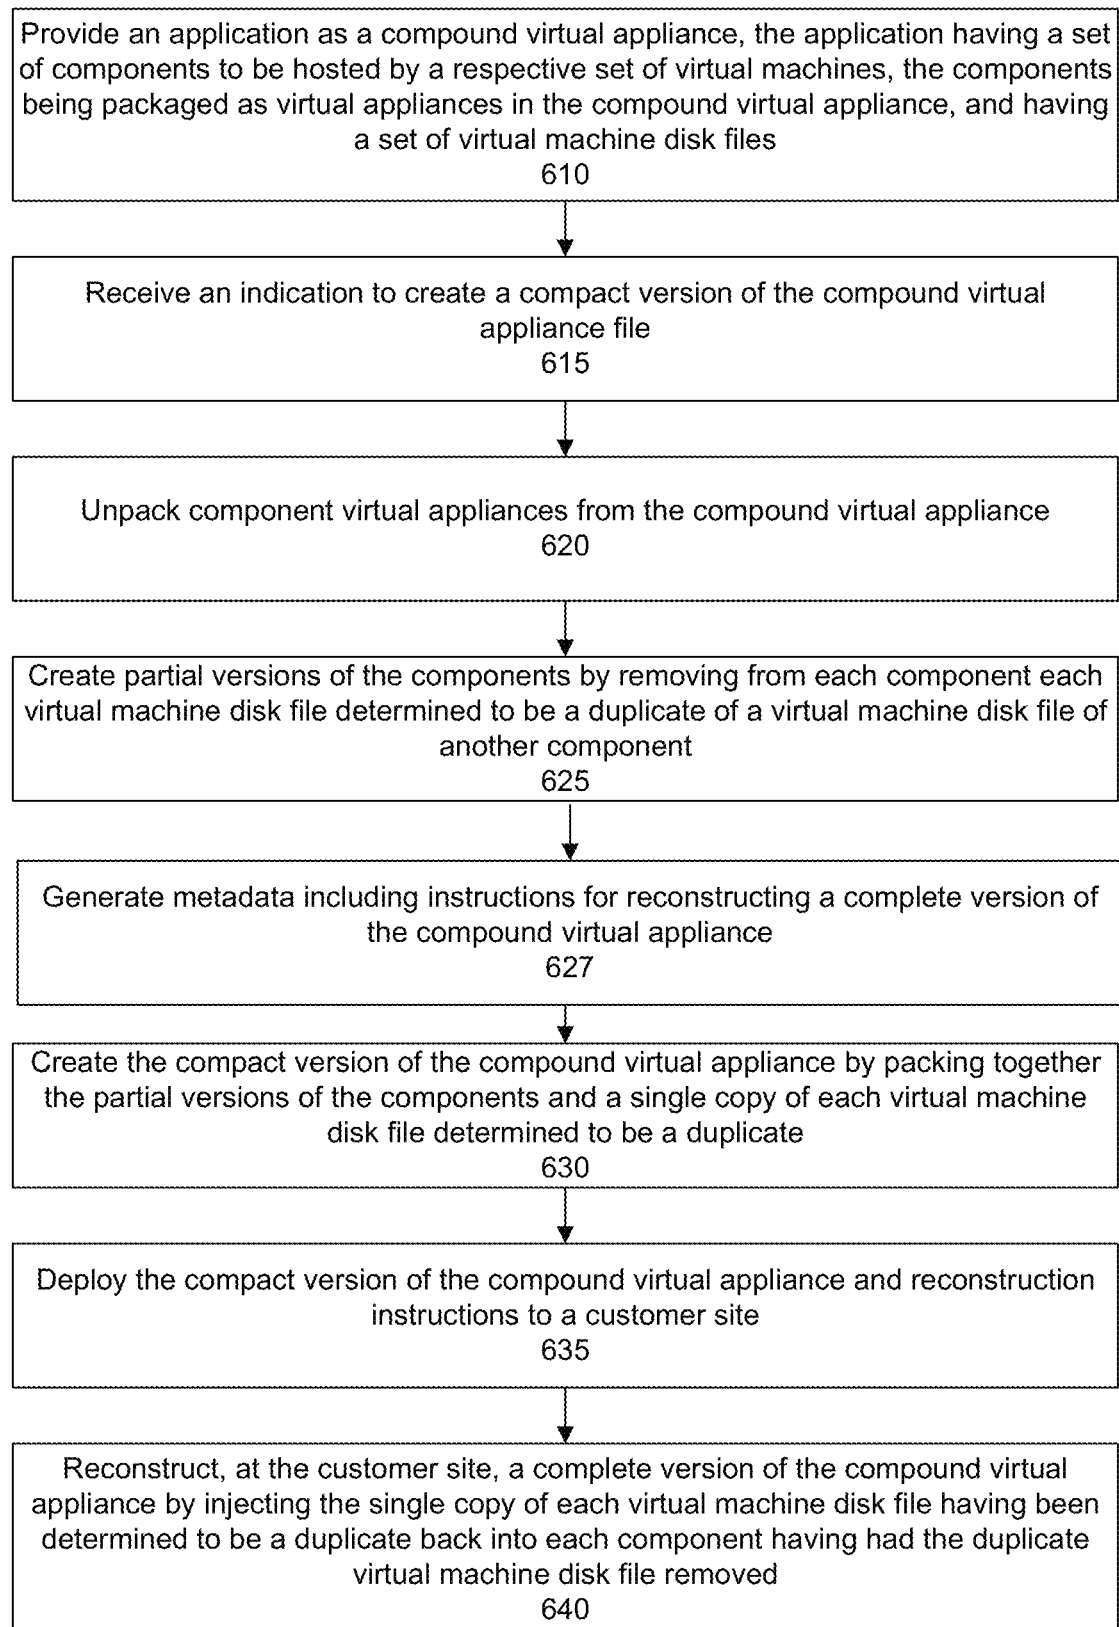 Provide an application as a compound virtual appliance, the application having a set
of components to be hosted by a respective set of virtual machines, the components
being packaged as virtual appliances in the compound virtual appliance, and having
a set of virtual machine disk files
610
Receive an indication to create a compact version of the compound virtual
appliance file
615
Unpack component virtual appliances from the compound virtual appliance
620
Create partial versions of the components by removing from each component each
virtual machine disk file determined to be a duplicate of a virtual machine disk file of
another component
625
Generate metadata including instructions for reconstructing a complete version of
the compound virtual appliance
627
Create the compact version of the compound virtual appliance by packing together
the partial versions of the components and a single copy of each virtual machine
disk file determined to be a duplicate
630
Deploy the compact version of the compound virtual appliance and reconstruction
instructions to a customer site
635
Reconstruct, at the customer site, a complete version of the compound virtual
appliance by injecting the single copy of each virtual machine disk file having been
determined to be a duplicate back into each component having had the duplicate
virtual machine disk file removed
640